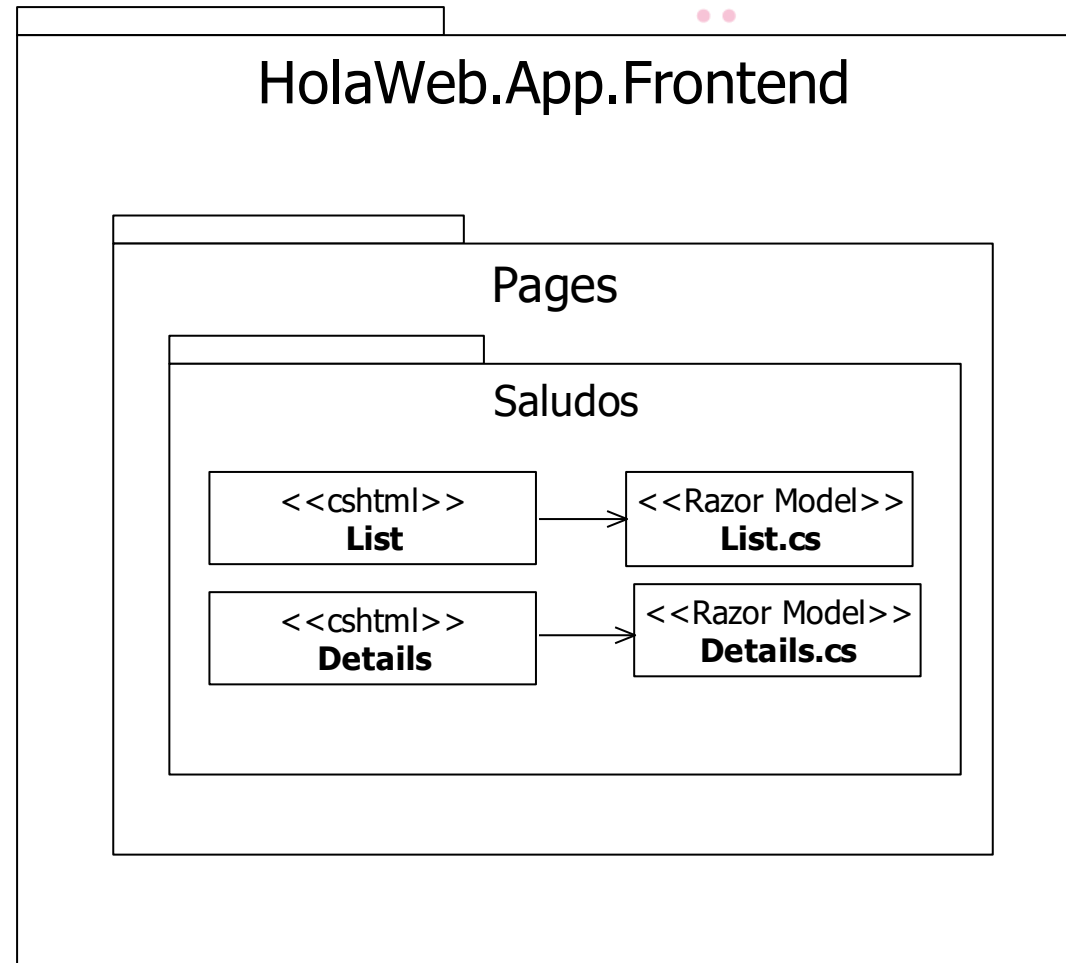 HolaWeb.App.Frontend
Pages
Saludos
<<cshtml>>
List
<<Razor Model>>
List.cs
<<cshtml>>
Details
<<Razor Model>>
Details.cs